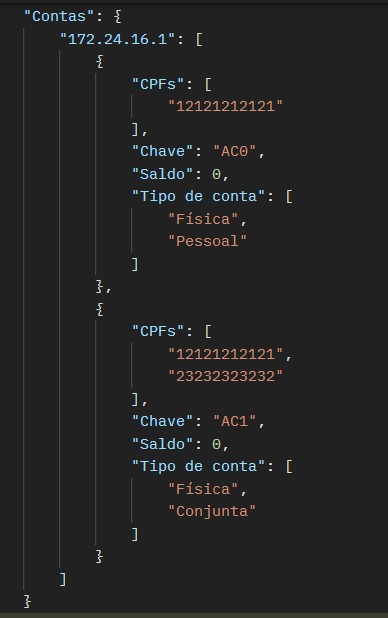 "Contas": {
"172.24.16.1": [
{
"CPFs": [
"12121212121"
],
"Chave": "AC0",
"Saldo": 0,
"Tipo de conta": [
"Física",
"Pessoal"
]
},
{
"CPFs": [
"12121212121",
"23232323232"
],
"Chave": "AC1",
"Saldo": 0,
"Tipo de conta": [
"Física",
"Conjunta"
]
}
]
}